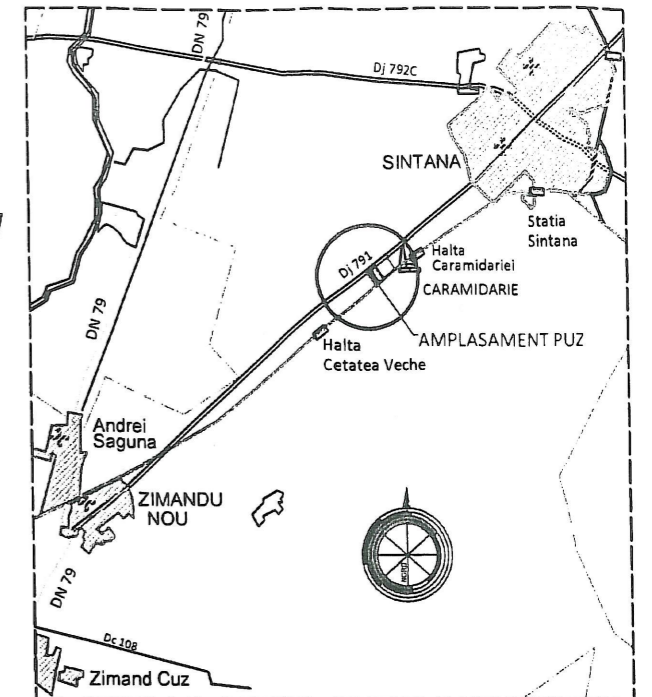 DN 79
Dj 792C
SINTANA
Statia
Sintana
Halta
Caramidariei
Dj 791
CARAMIDARIE
AMPLASAMENT PUZ
Halta
Cetatea Veche
DN 79
Andrei
Saguna
ZIMANDU
NOU
NORD
DN 79
Dc 108
Zimand Cuz